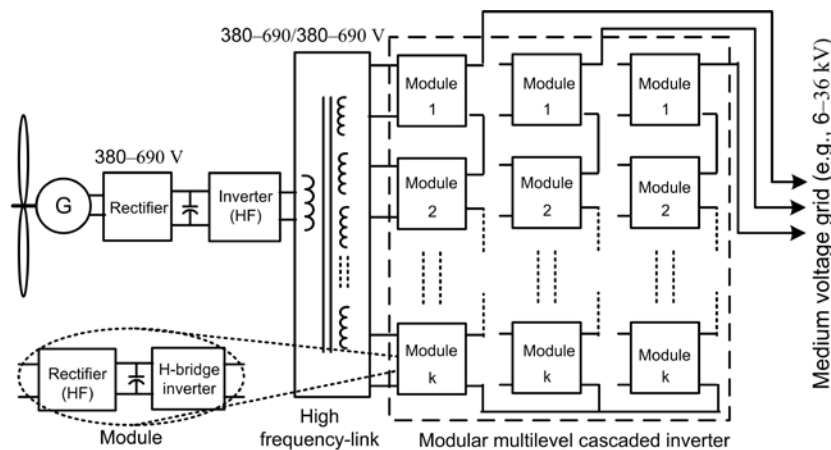 380–690/380–690 V
380–690 V
G
Rectifier
Inverter
(HF)
Module
1
Module
1
Module
1
Module
2
Module
2
Module
2
Module
k
Module
k
Module
k
Rectifier
(HF)
H-bridge
inverter
Module
High
frequency-link
Modular multilevel cascaded inverter
Medium voltage grid (e.g., 6–36 kV)